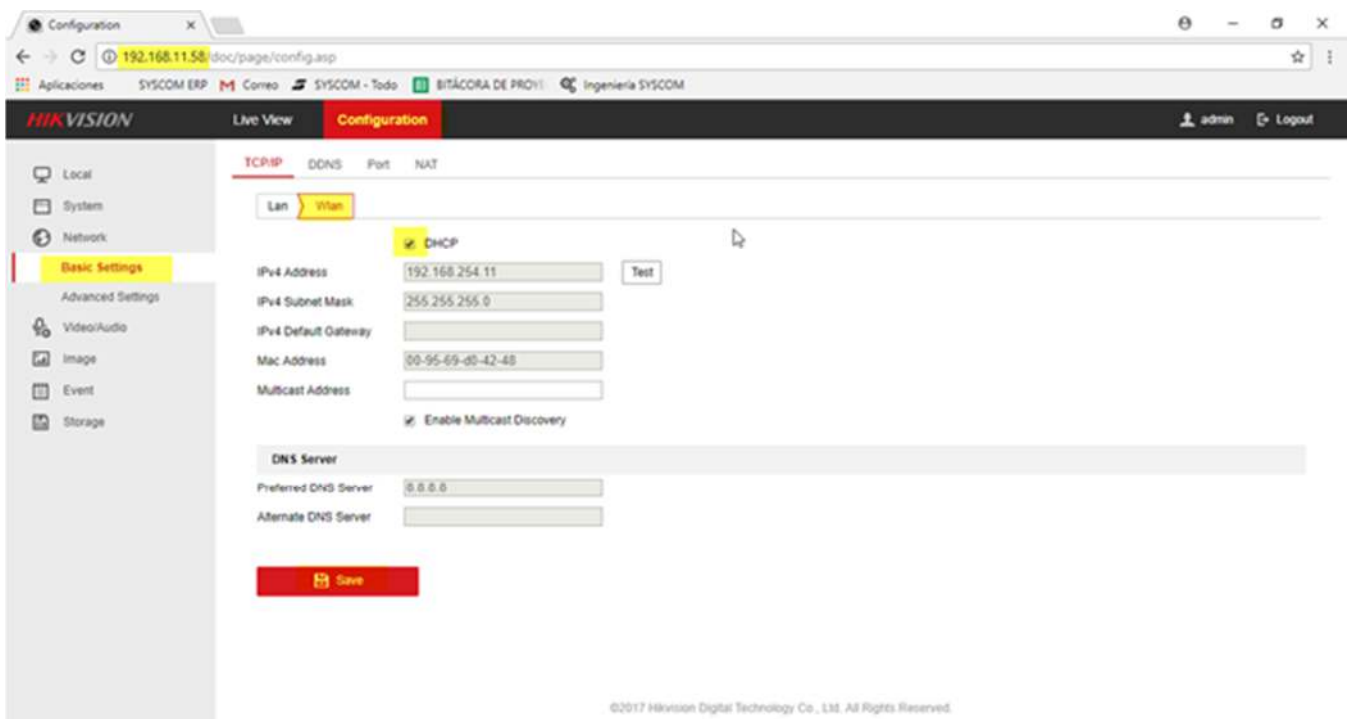 Configuration
192.168.11.58/doc/page/config.asp
Aplicaciones SYSCOM ERP Correo SYSCOM - Todo BITÁCORA DE PROYE Ingeniería SYSCOM
HIKVISION Live View Configuration admin Logout
TCP/IP DDNS Port NAT
Local
System
Network
Basic Settings
Advanced Settings
Video/Audio
Image
Event
Storage
Lan Wlan
DHCP
IPv4 Address 192.168.254.11 Test
IPv4 Subnet Mask 255.255.255.0
IPv4 Default Gateway
Mac Address 00-95-69-d0-42-48
Multicast Address
Enable Multicast Discovery
DNS Server
Preferred DNS Server 8.8.8.8
Alternate DNS Server
Save
©2017 Hikvision Digital Technology Co., Ltd. All Rights Reserved.